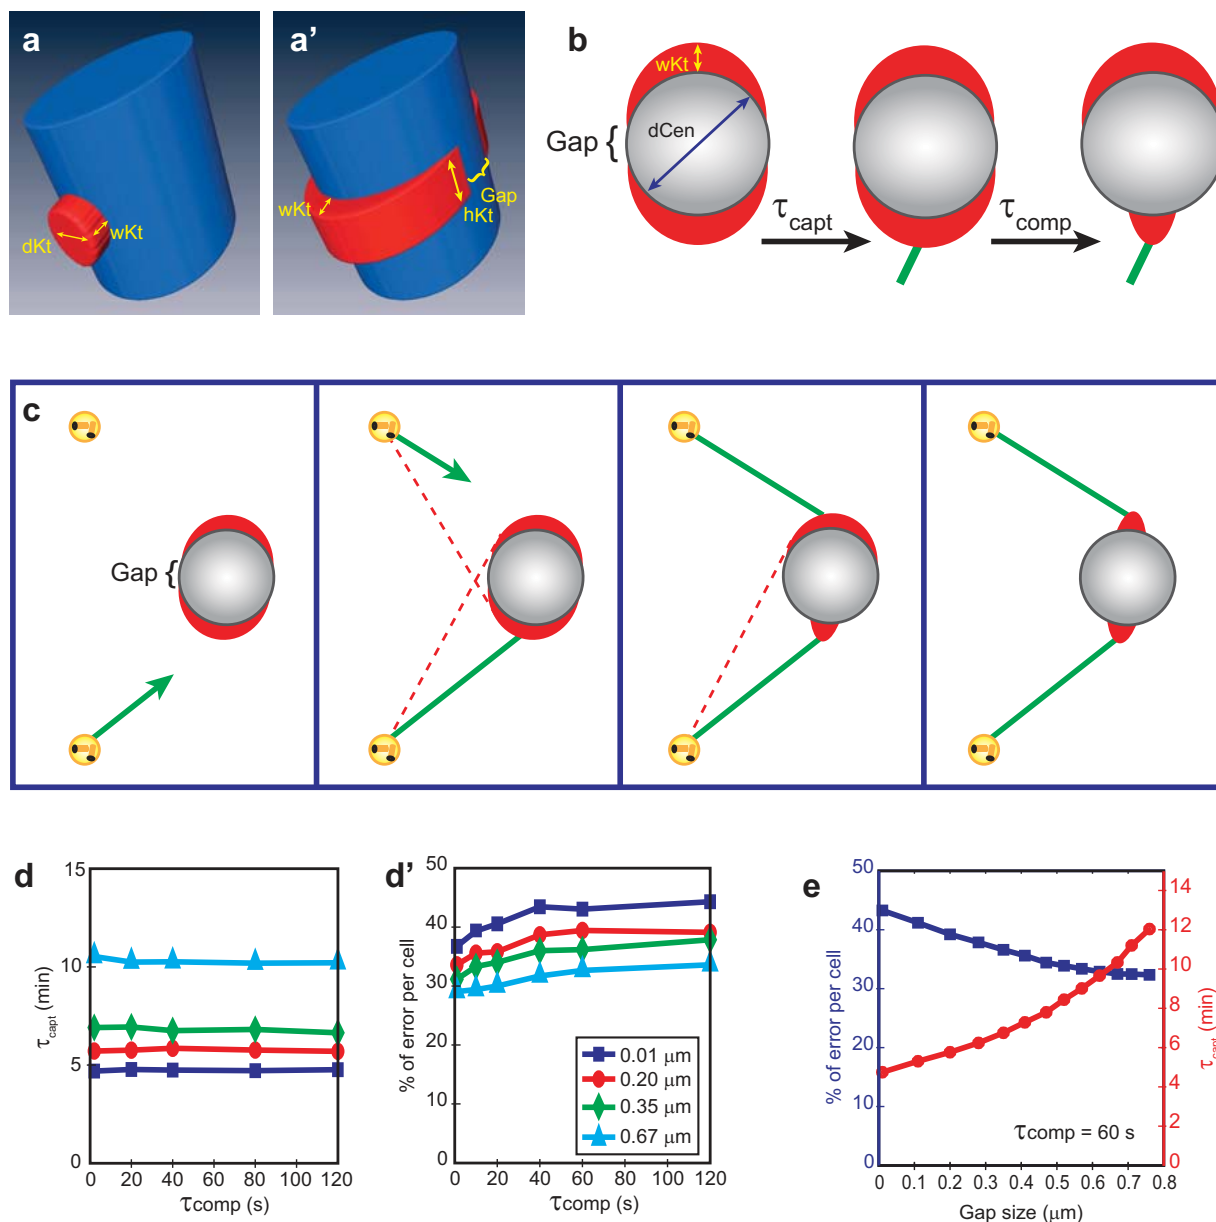 a
a'
b
wKt
dKt
wKt
Gap
hKt
wKt
dCen
Gap {
τcapt
τcomp
c
Gap {
d
τcapt (min)
15
10
5
0
0 20 40 60 80 100 120
τcomp (s)
d'
% of error per cell
50
40
30
20
10
0
0 20 40 60 80 100 120
τcomp (s)
0.01 μm
0.20 μm
0.35 μm
0.67 μm
e
% of error per cell
50
40
30
20
10
0
14
12
10
8
6
4
2
0
τcapt (min)
τcomp = 60 s
0 0.1 0.2 0.3 0.4 0.5 0.6 0.7 0.8
Gap size (μm)